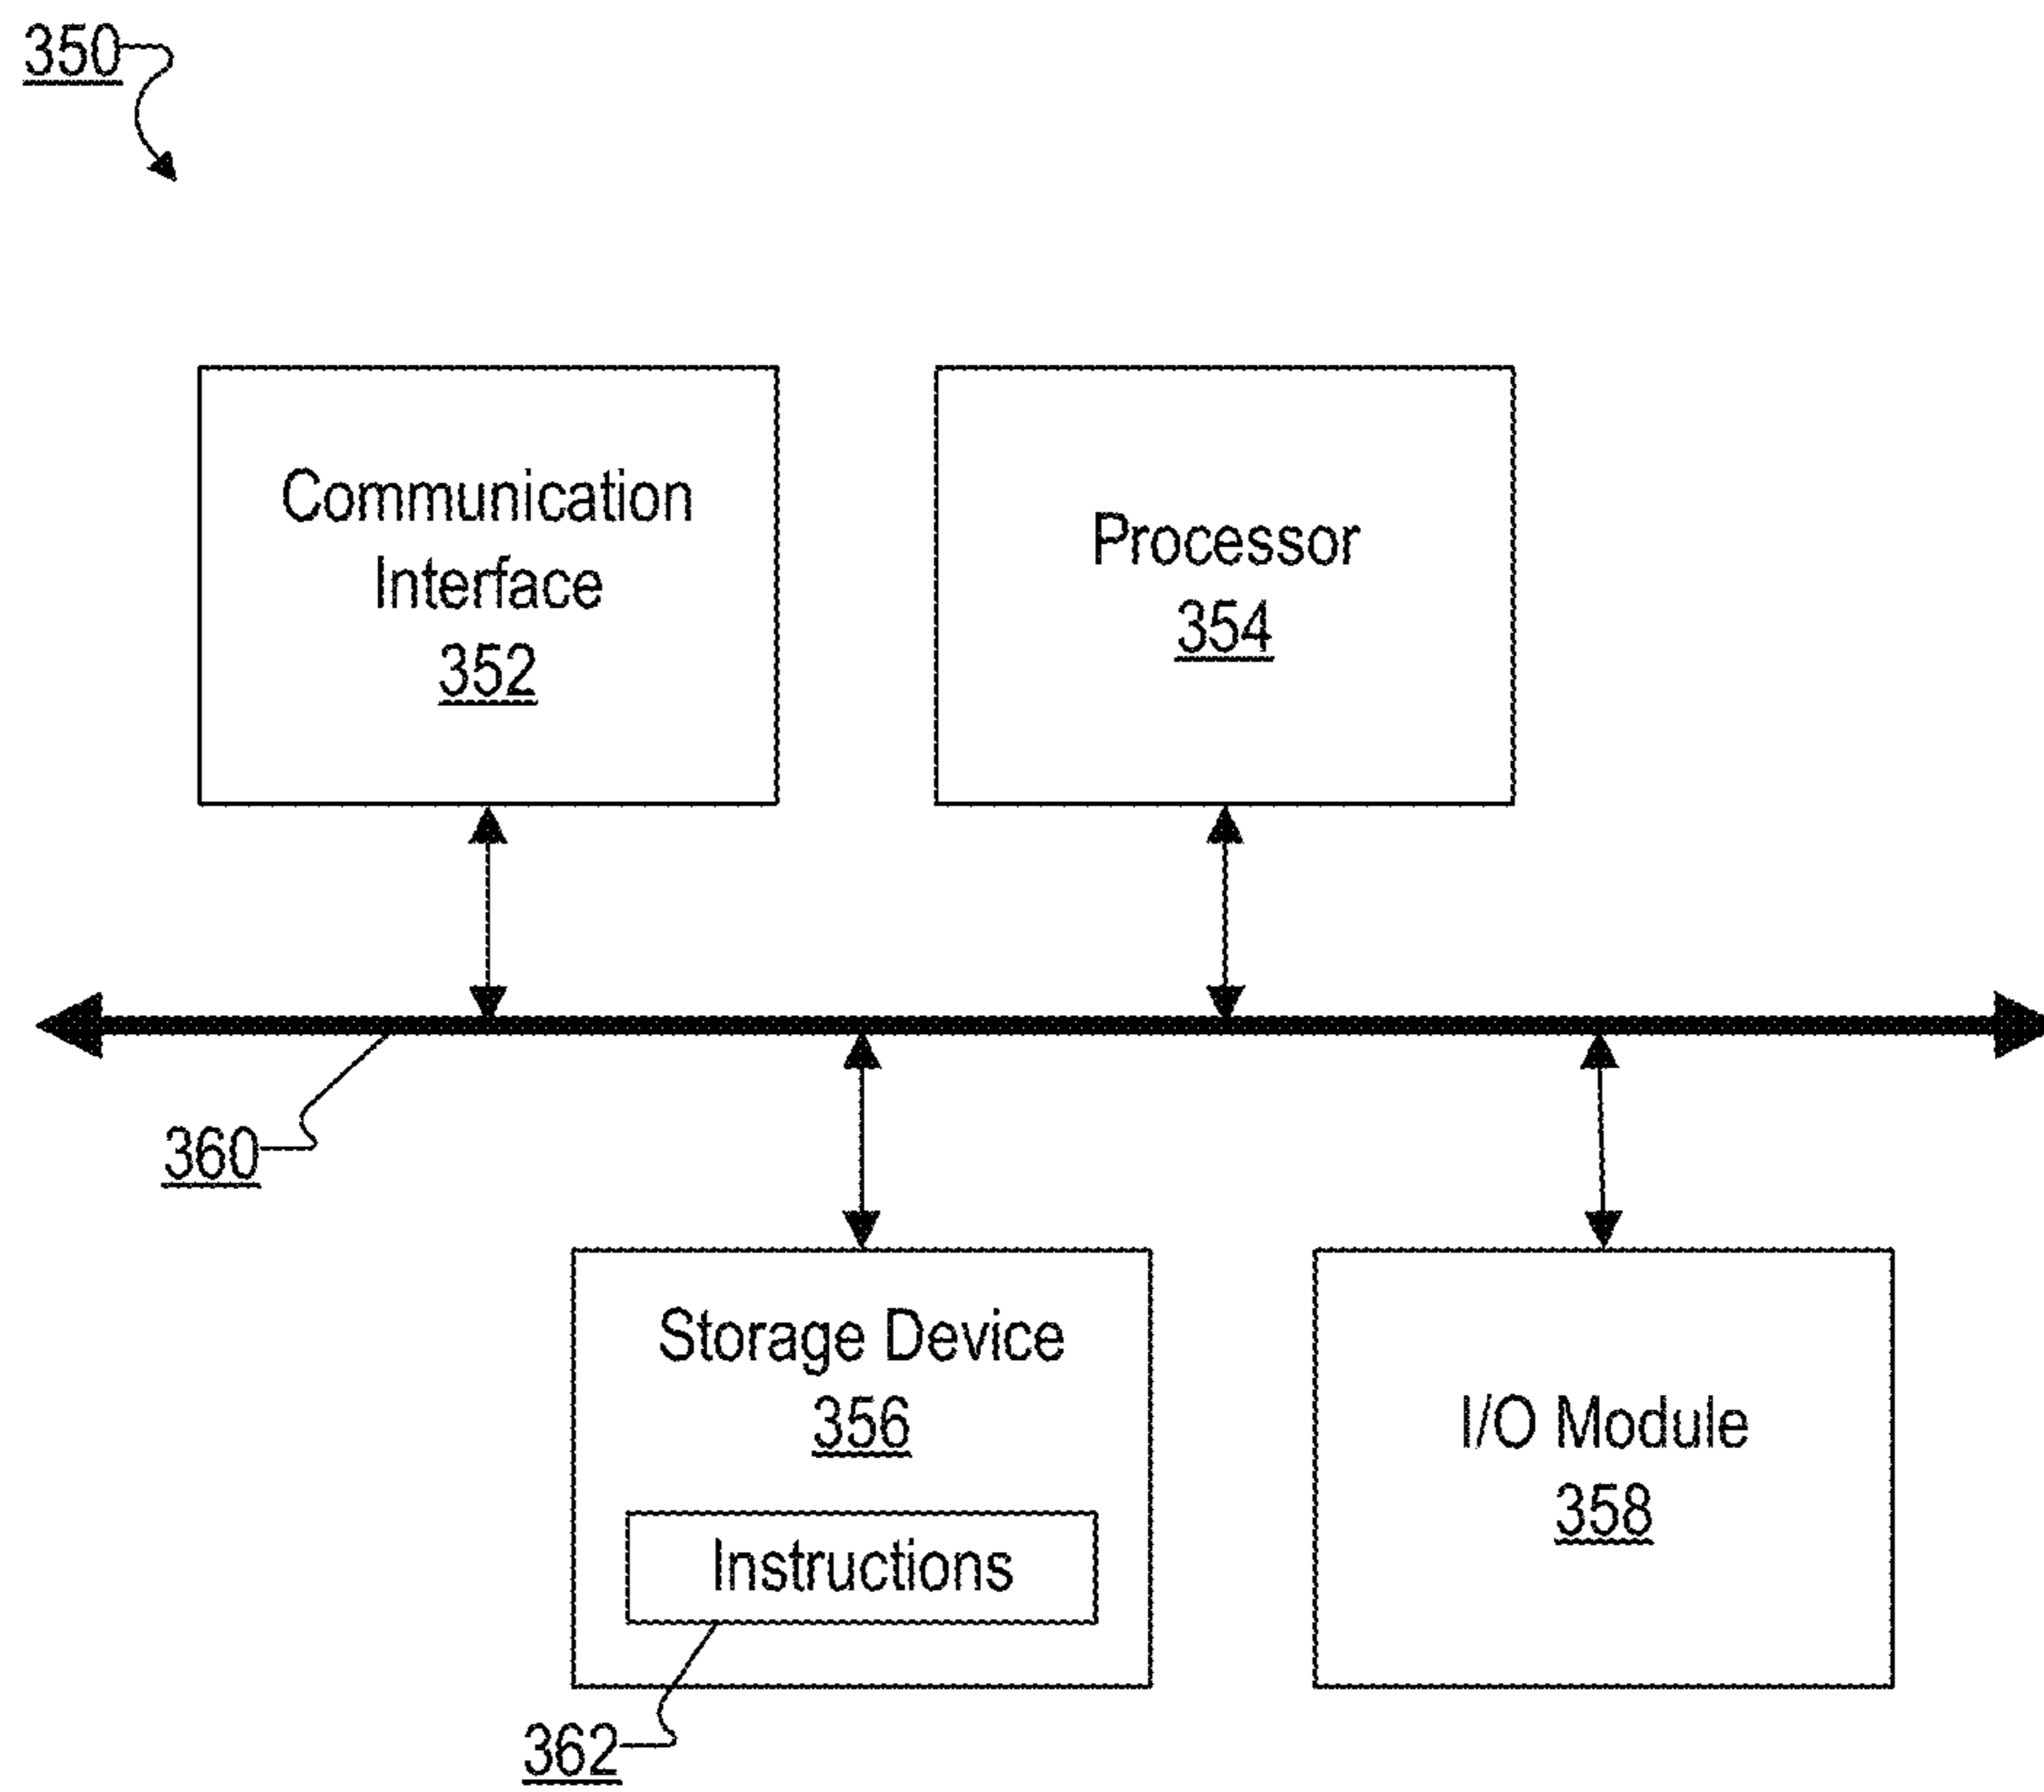 350
Communication
Interface
352
Processor
354
360
Storage Device
356
Instructions
362
I/O Module
358